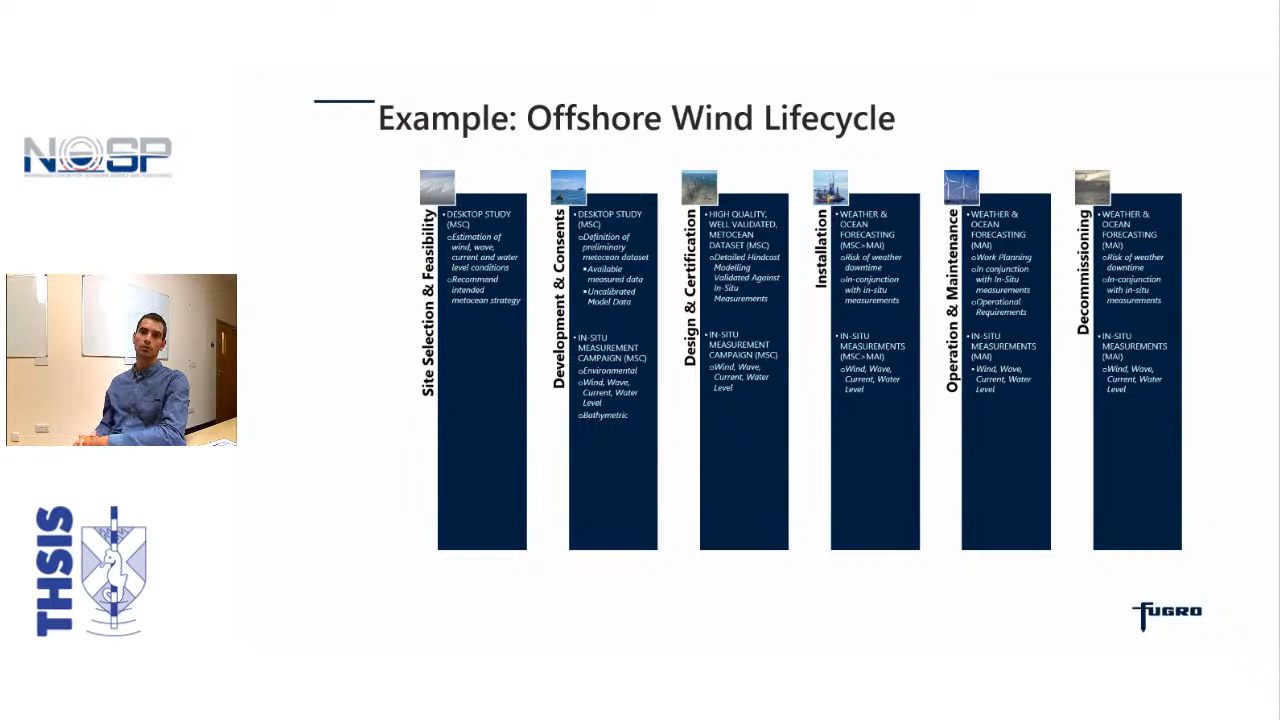 Example: Offshore Wind Lifecycle
NOSP
THSIS
Site Selection & Feasibility
•DESKTOP STUDY
(MSC)
oEstimation of
wind, wave,
current and water
level conditions
oRecommend
intended
metocean strategy
Development & Consents
•DESKTOP STUDY
(MSC)
oDefinition of
preliminary
metocean dataset
▪Available
measured data
▪Uncalibrated
Model Data
•IN-SITU
MEASUREMENT
CAMPAIGN (MSC)
oEnvironmental
oWind, Wave,
Current, Water
Level
oBathymetric
Design & Certification
•HIGH QUALITY,
WELL VALIDATED,
METOCEAN
DATASET (MSC)
oDetailed Hindcast
Modelling
Validated Against
In-Situ
Measurements
•IN-SITU
MEASUREMENT
CAMPAIGN (MSC)
oWind, Wave,
Current, Water
Level
Installation
•WEATHER &
OCEAN
FORECASTING
(MSC>MAI)
oRisk of weather
downtime
oIn-conjunction
with in-situ
measurements
•IN-SITU
MEASUREMENTS
(MSC>MAI)
oWind, Wave,
Current, Water
Level
Operation & Maintenance
•WEATHER &
OCEAN
FORECASTING
(MAI)
oWork Planning
oIn conjunction
with In-Situ
measurements
oOperational
Requirements
•IN-SITU
MEASUREMENTS
(MAI)
•Wind, Wave,
Current, Water
Level
Decommissioning
•WEATHER &
OCEAN
FORECASTING
(MAI)
oRisk of weather
downtime
oIn-conjunction
with in-situ
measurements
•IN-SITU
MEASUREMENTS
(MAI)
oWind, Wave,
Current, Water
Level
FUGRO